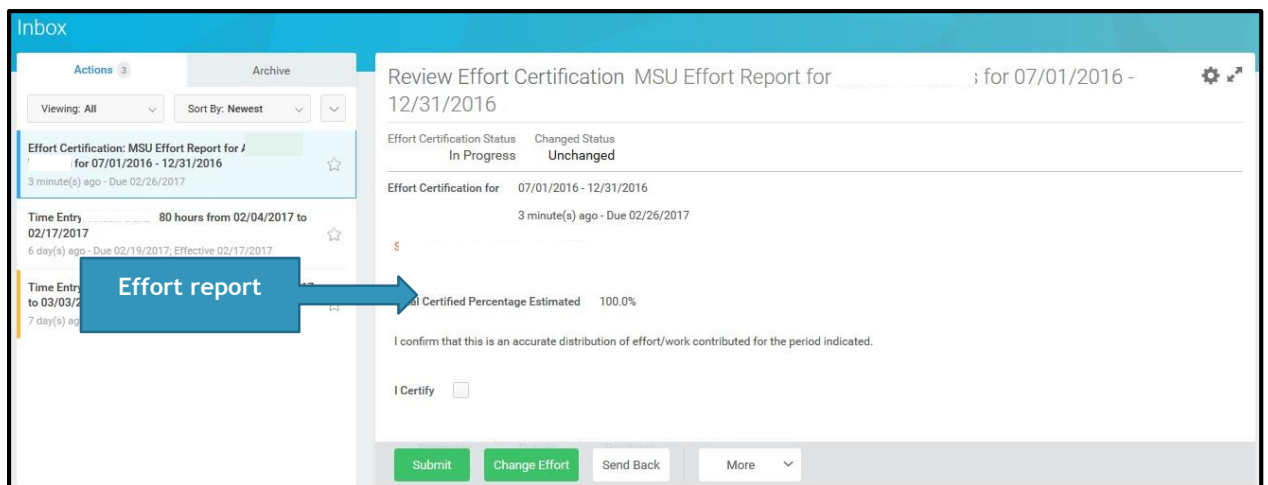 Inbox
Actions 3
Archive
Viewing: All
Sort By: Newest
Effort Certification: MSU Effort Report for
for 07/01/2016 - 12/31/2016
3 minute(s) ago - Due 02/26/2017
Time Entry 80 hours from 02/04/2017 to
02/17/2017
6 day(s) ago - Due 02/19/2017; Effective 02/17/2017
Time Entry
to 03/03/2
7 day(s)
Effort report
Review Effort Certification MSU Effort Report for s for 07/01/2016 -
12/31/2016
Effort Certification Status Changed Status
In Progress Unchanged
Effort Certification for 07/01/2016 - 12/31/2016
3 minute(s) ago - Due 02/26/2017
Certified Percentage Estimated 100.0%
I confirm that this is an accurate distribution of effort/work contributed for the period indicated.
I Certify
Submit
Change Effort
Send Back
More